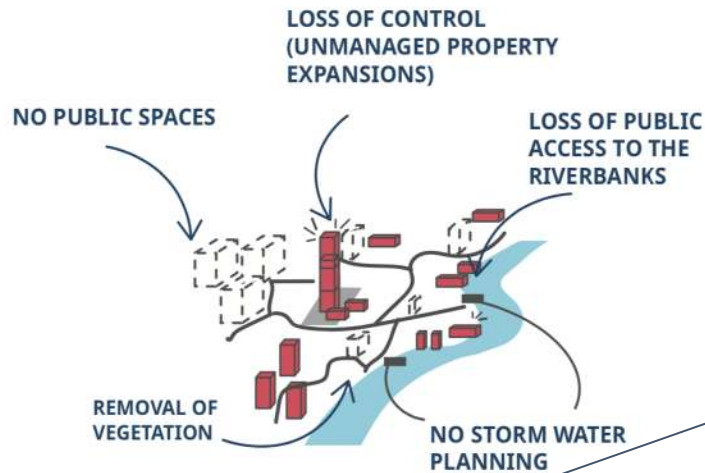 LOSS OF CONTROL
(UNMANAGED PROPERTY
EXPANSIONS)
NO PUBLIC SPACES
LOSS OF PUBLIC
ACCESS TO THE
RIVERBANKS
REMOVAL OF
VEGETATION
NO STORM WATER
PLANNING